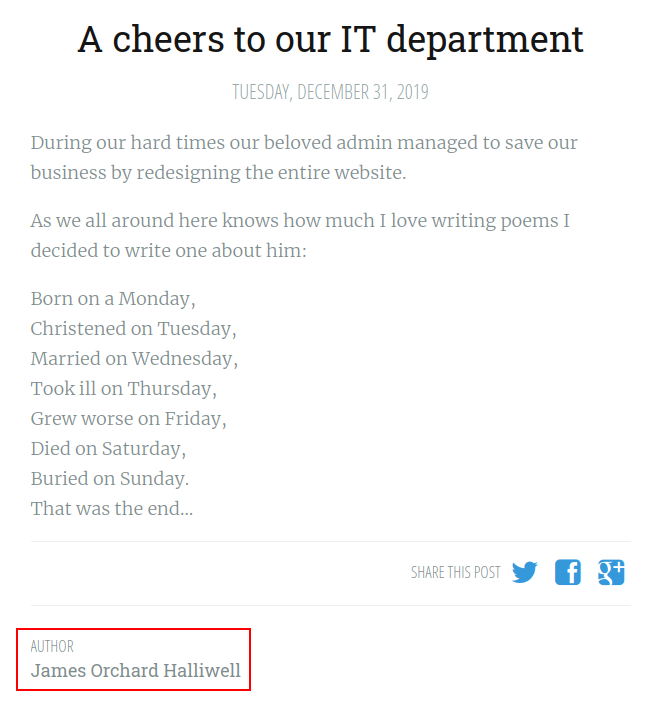 A cheers to our IT department
TUESDAY, DECEMBER 31, 2019
During our hard times our beloved admin managed to save our
business by redesigning the entire website.
As we all around here knows how much I love writing poems I
decided to write one about him:
Born on a Monday,
Christened on Tuesday,
Married on Wednesday,
Took ill on Thursday,
Grew worse on Friday,
Died on Saturday,
Buried on Sunday.
That was the end…
SHARE THIS POST
AUTHOR
James Orchard Halliwell